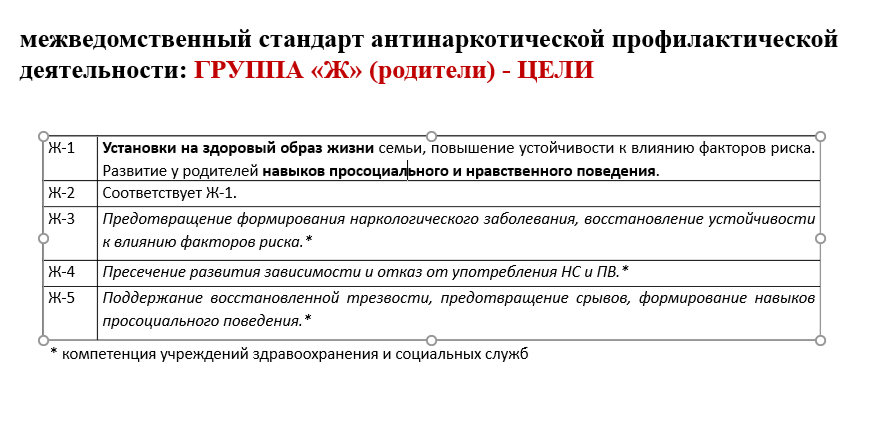 межведомственный стандарт антинаркотической профилактической
деятельности: ГРУППА «Ж» (родители) - ЦЕЛИ
Ж-1 Установки на здоровый образ жизни семьи, повышение устойчивости к влиянию факторов риска.
Развитие у родителей навыков просоциального и нравственного поведения.
Ж-2 Соответствует Ж-1.
Ж-3 Предотвращение формирования наркологического заболевания, восстановление устойчивости
к влиянию факторов риска.*
Ж-4 Пресечение развития зависимости и отказ от употребления НС и ПВ.*
Ж-5 Поддержание восстановленной трезвости, предотвращение срывов, формирование навыков
просоциального поведения.*
* компетенция учреждений здравоохранения и социальных служб